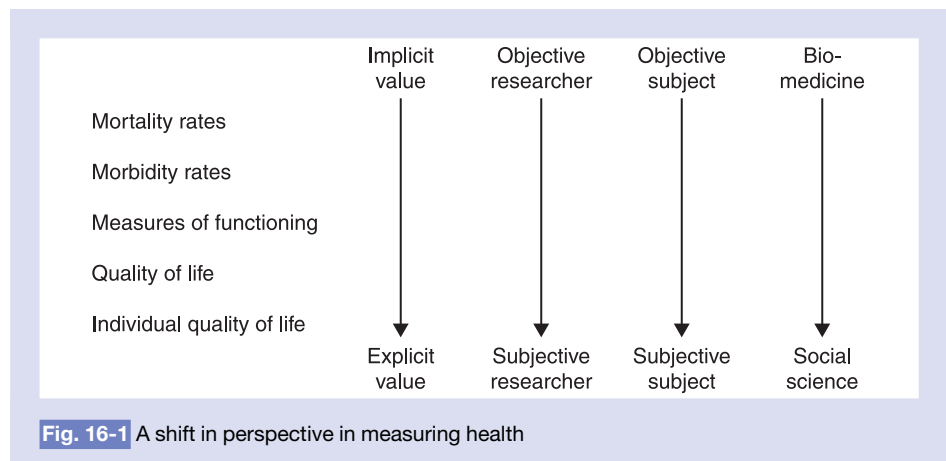 Implicit value
Objective researcher
Objective subject
Bio-medicine
Mortality rates
Morbidity rates
Measures of functioning
Quality of life
Individual quality of life
Explicit value
Subjective researcher
Subjective subject
Social science
Fig. 16-1 A shift in perspective in measuring health